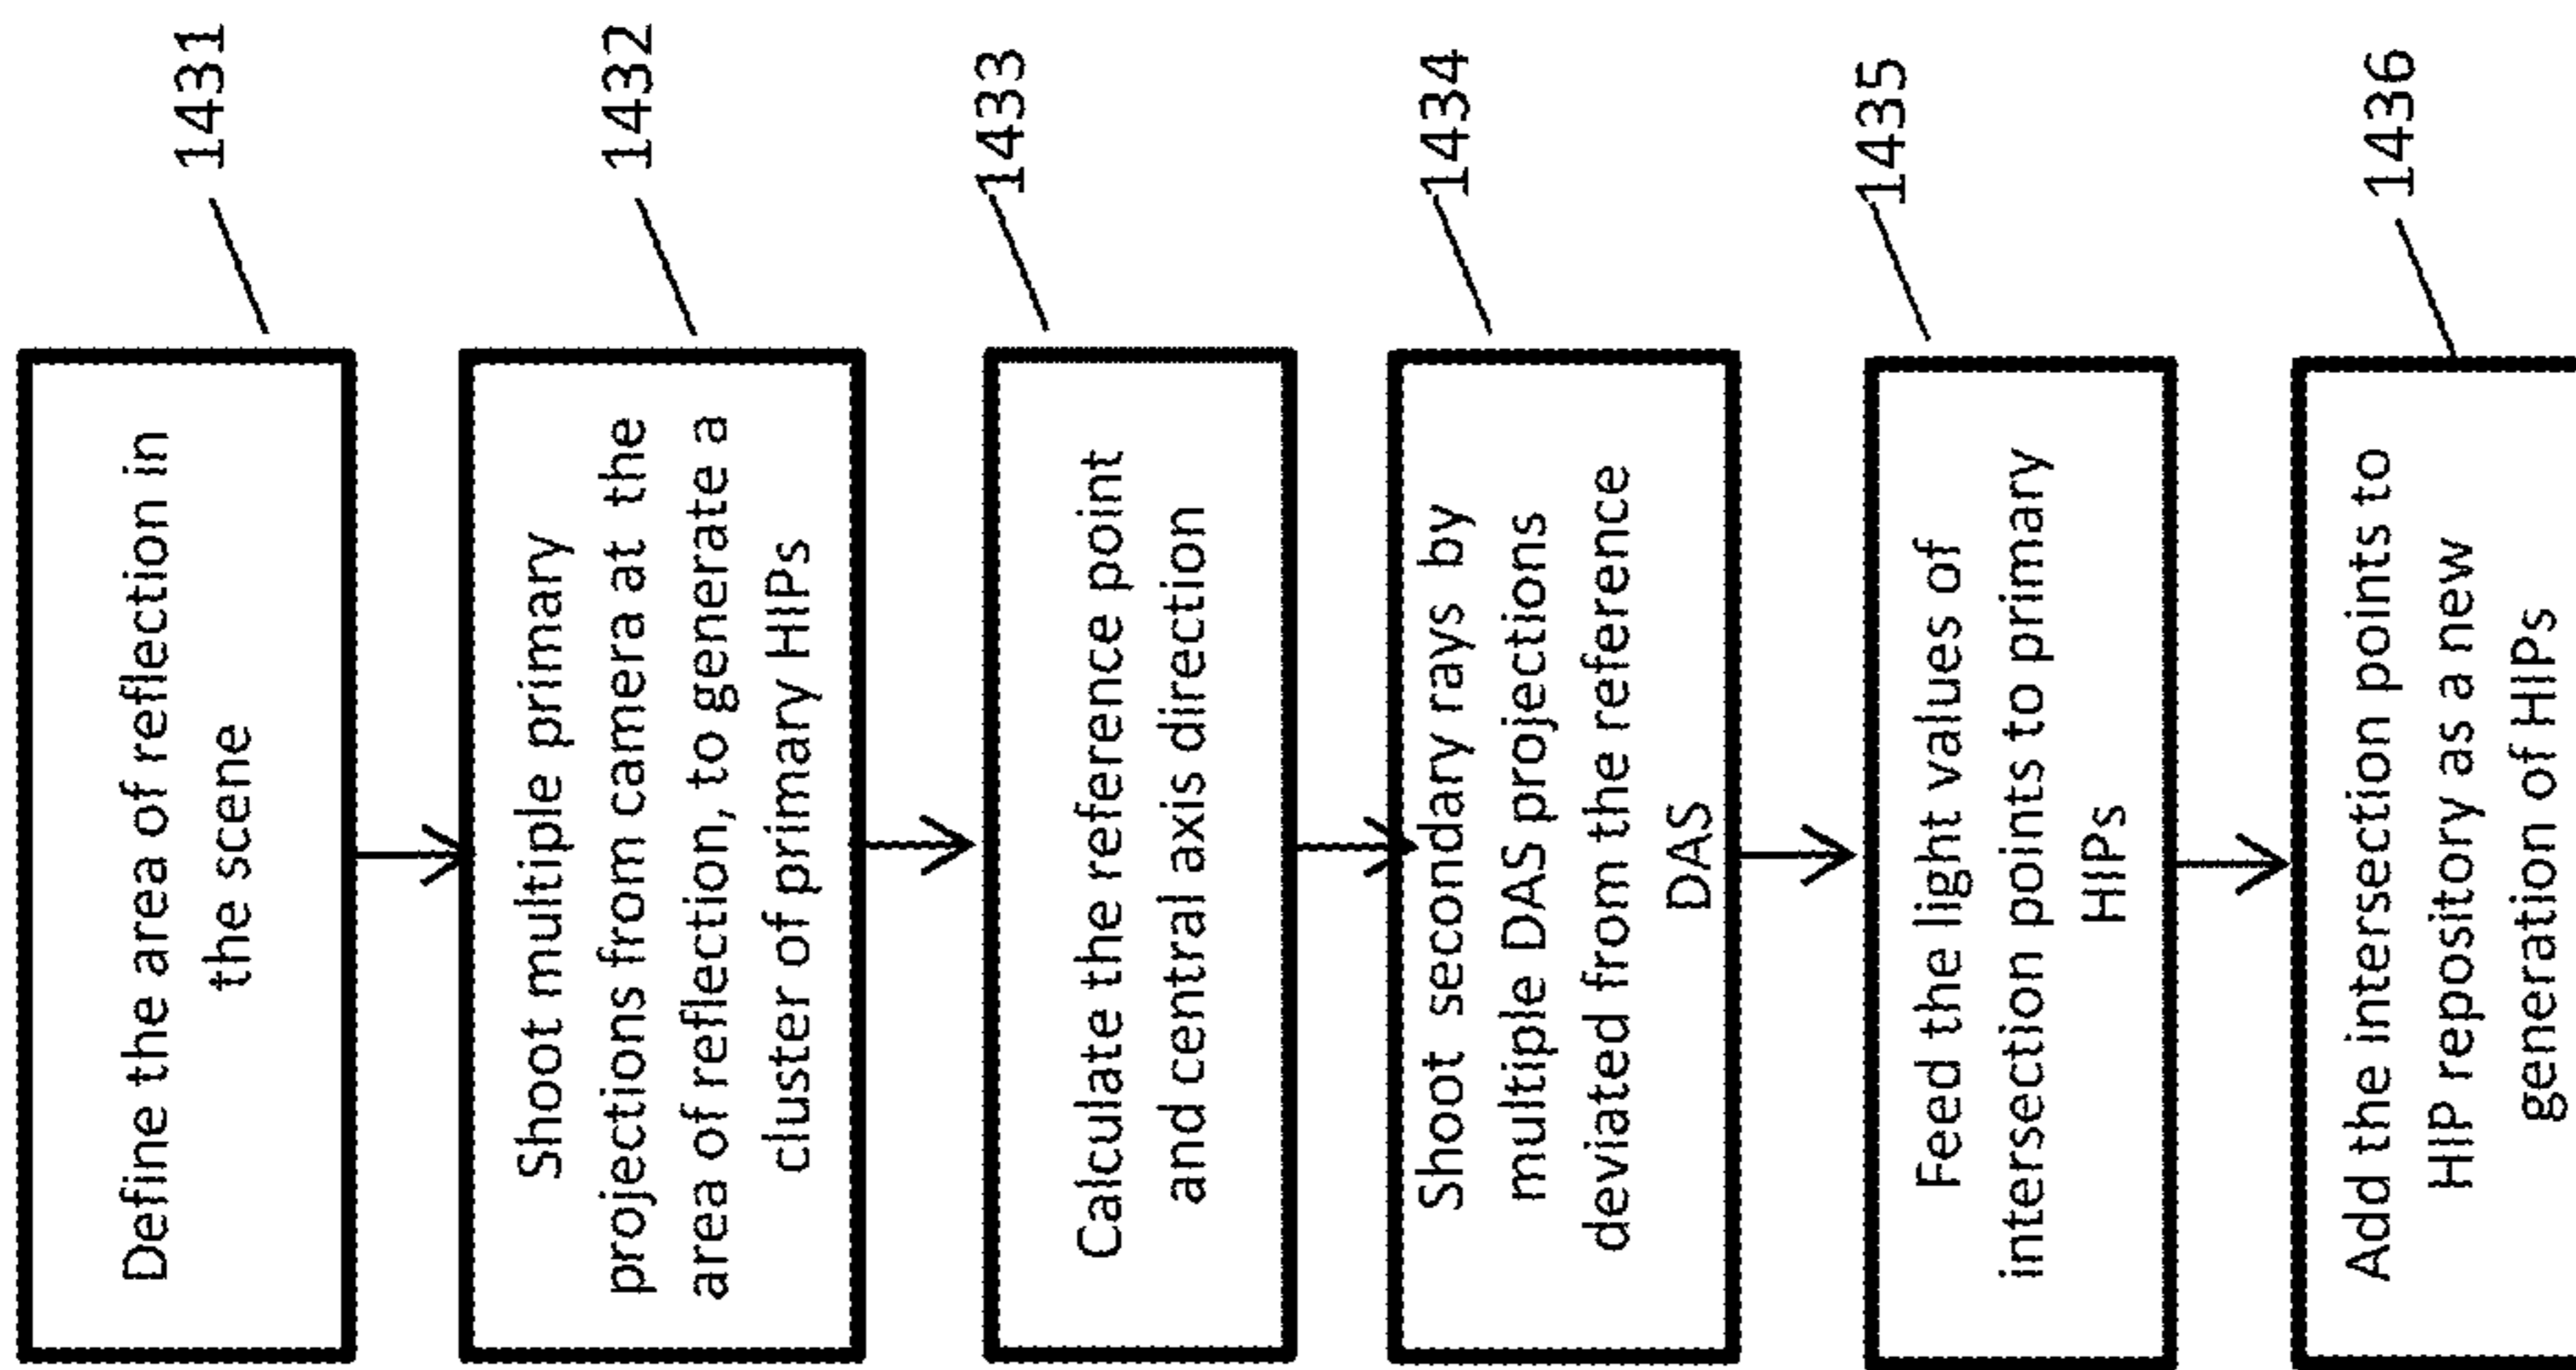 Define the area of reflection in
the scene
1431
Shoot multiple primary
projections from camera at the
area of reflection, to generate a
cluster of primary HIPs
1432
Calculate the reference point
and central axis direction
1433
Shoot secondary rays by
multiple DAS projections
deviated from the reference
DAS
1434
Feed the light values of
intersection points to primary
HIPs
1435
Add the intersection points to
HIP repository as a new
generation of HIPs
1436